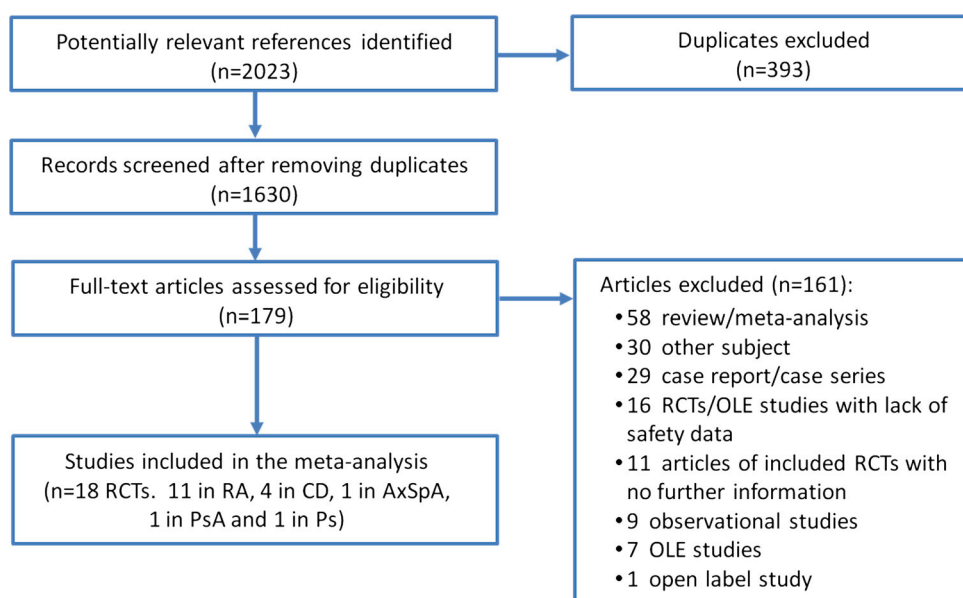 Potentially relevant references identified
(n=2023)
Duplicates excluded
(n=393)
Records screened after removing duplicates
(n=1630)
Full-text articles assessed for eligibility
(n=179)
Articles excluded (n=161):
•58 review/meta-analysis
•30 other subject
•29 case report/case series
•16 RCTs/OLE studies with lack of
safety data
•11 articles of included RCTs with
no further information
•9 observational studies
•7 OLE studies
•1 open label study
Studies included in the meta-analysis
(n=18 RCTs. 11 in RA, 4 in CD, 1 in AxSpA,
1 in PsA and 1 in Ps)